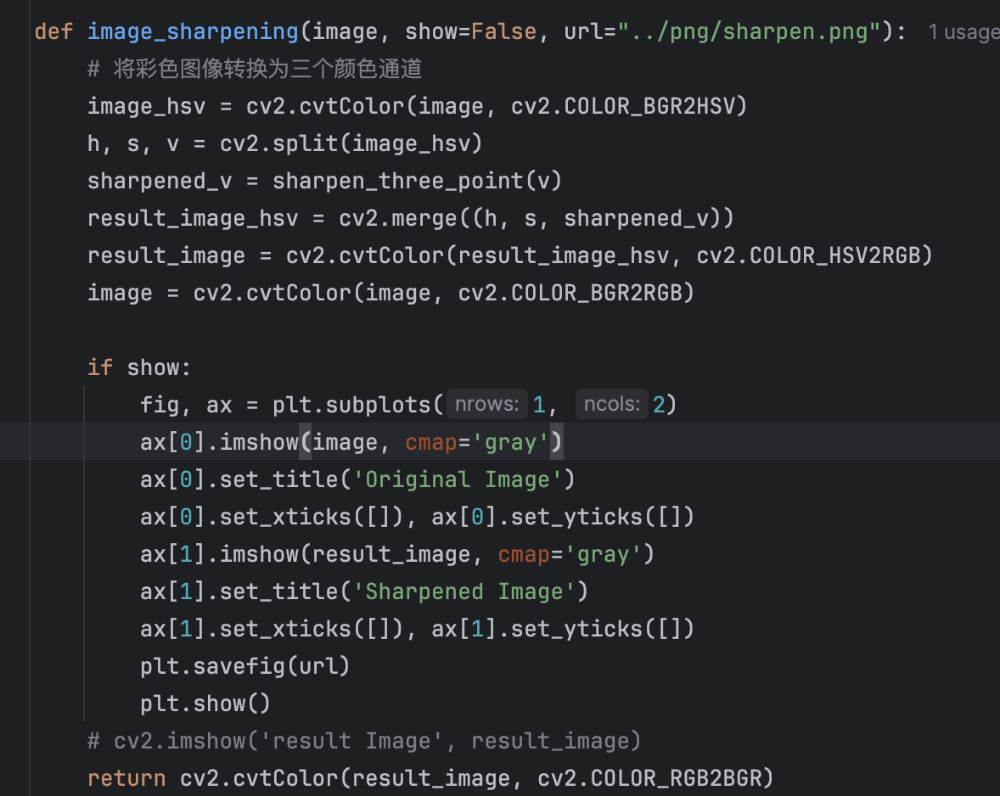 def image_sharpening(image, show=False, url="../png/sharpen.png"): 1 usage
# 将彩色图像转换为三个颜色通道
image_hsv = cv2.cvtColor(image, cv2.COLOR_BGR2HSV)
h, s, v = cv2.split(image_hsv)
sharpened_v = sharpen_three_point(v)
result_image_hsv = cv2.merge((h, s, sharpened_v))
result_image = cv2.cvtColor(result_image_hsv, cv2.COLOR_HSV2RGB)
image = cv2.cvtColor(image, cv2.COLOR_BGR2RGB)
if show:
fig, ax = plt.subplots( nrows: 1, ncols: 2)
ax[0].imshow(image, cmap='gray')
ax[0].set_title('Original Image')
ax[0].set_xticks([]), ax[0].set_yticks([])
ax[1].imshow(result_image, cmap='gray')
ax[1].set_title('Sharpened Image')
ax[1].set_xticks([]), ax[1].set_yticks([])
plt.savefig(url)
plt.show()
# cv2.imshow('result Image', result_image)
return cv2.cvtColor(result_image, cv2.COLOR_RGB2BGR)